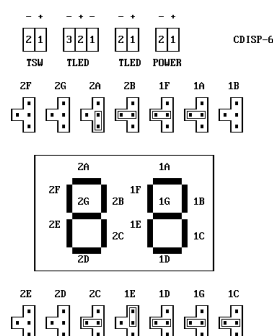 - + - + - - + - +
2 1 3 2 1 2 1 2 1 CDISP-6
TSW TLED TLED POWER
2F 2G 2A 2B 1F 1A 1B
2A 1A
2F 1F
2G 2B 1G 1B
2E 1E
2C 1C
2D 1D
2E 2D 2C 1E 1D 1G 1C